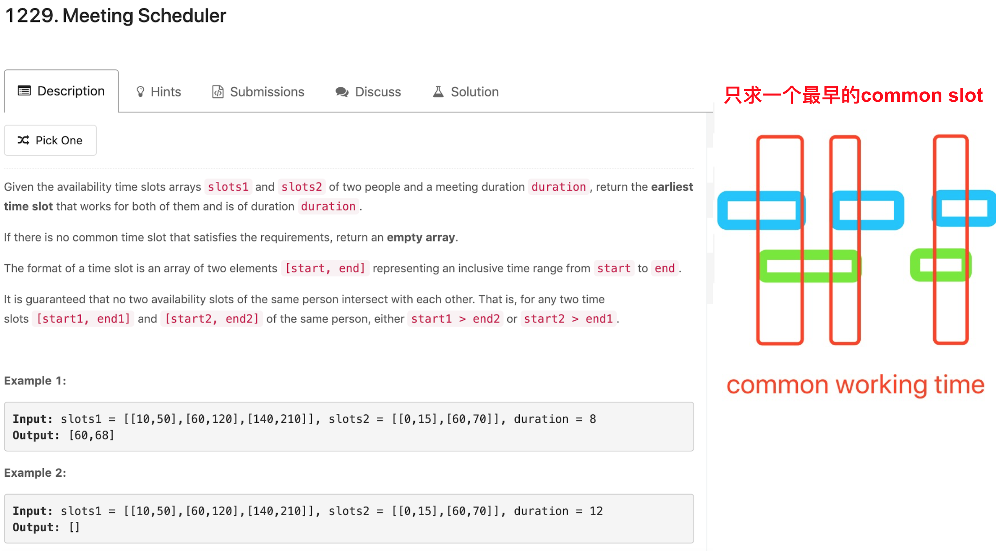 1229. Meeting Scheduler
Description
Hints
Submissions
Discuss
Solution
Pick One
Given the availability time slots arrays slots1 and slots2 of two people and a meeting duration duration, return the earliest
time slot that works for both of them and is of duration duration.
If there is no common time slot that satisfies the requirements, return an empty array.
The format of a time slot is an array of two elements [start, end] representing an inclusive time range from start to end.
It is guaranteed that no two availability slots of the same person intersect with each other. That is, for any two time
slots [start1, end1] and [start2, end2] of the same person, either start1 > end2 or start2 > end1.
Example 1:
Input: slots1 = [[10,50],[60,120],[140,210]], slots2 = [[0,15],[60,70]], duration = 8
Output: [60,68]
Example 2:
Input: slots1 = [[10,50],[60,120],[140,210]], slots2 = [[0,15],[60,70]], duration = 12
Output: []
只求一个最早的common slot
common working time